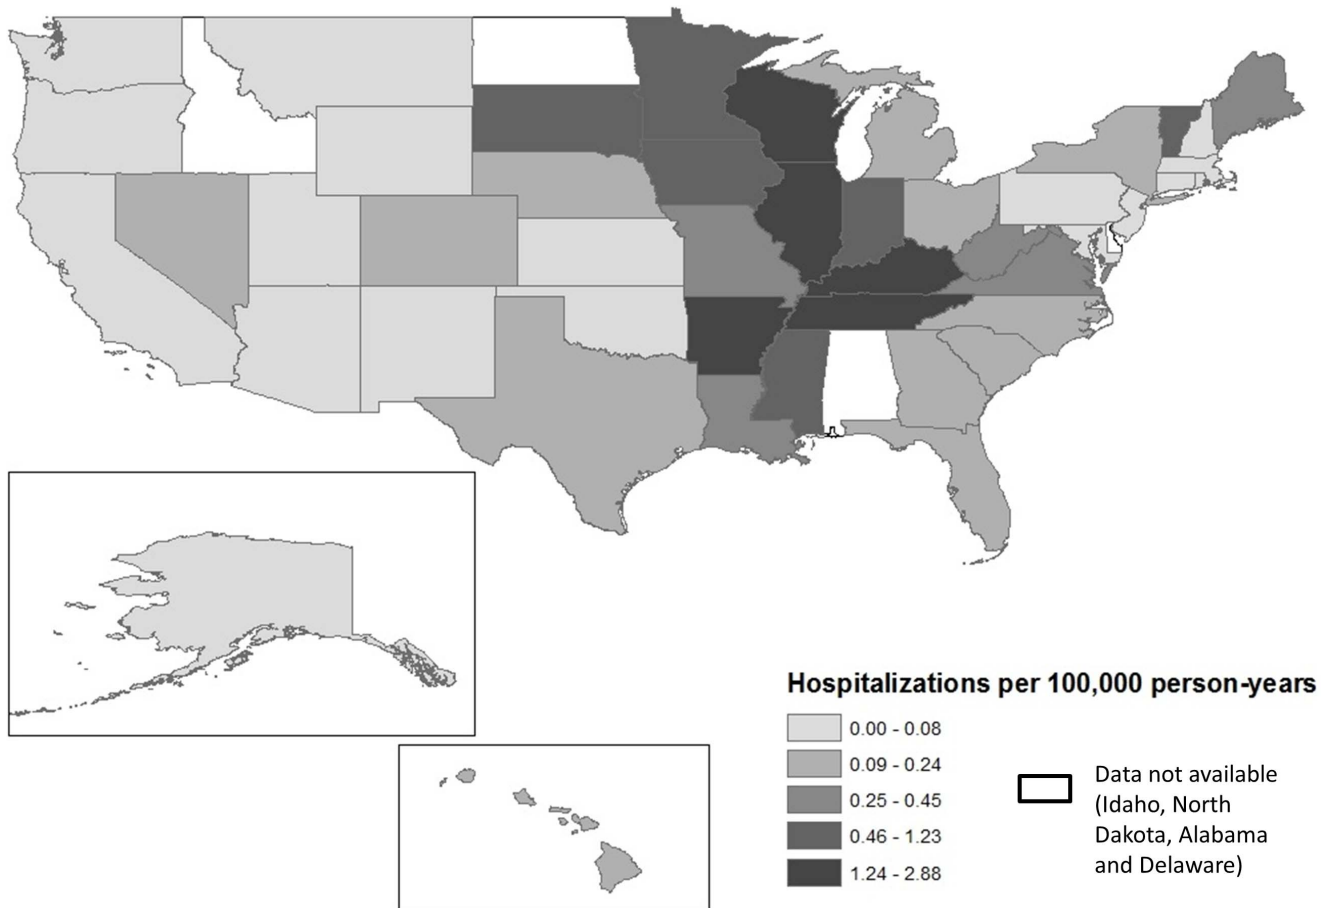 Hospitalizations per 100,000 person-years
0.00 - 0.08
0.09 - 0.24
0.25 - 0.45
0.46 - 1.23
1.24 - 2.88
Data not available
(Idaho, North
Dakota, Alabama
and Delaware)